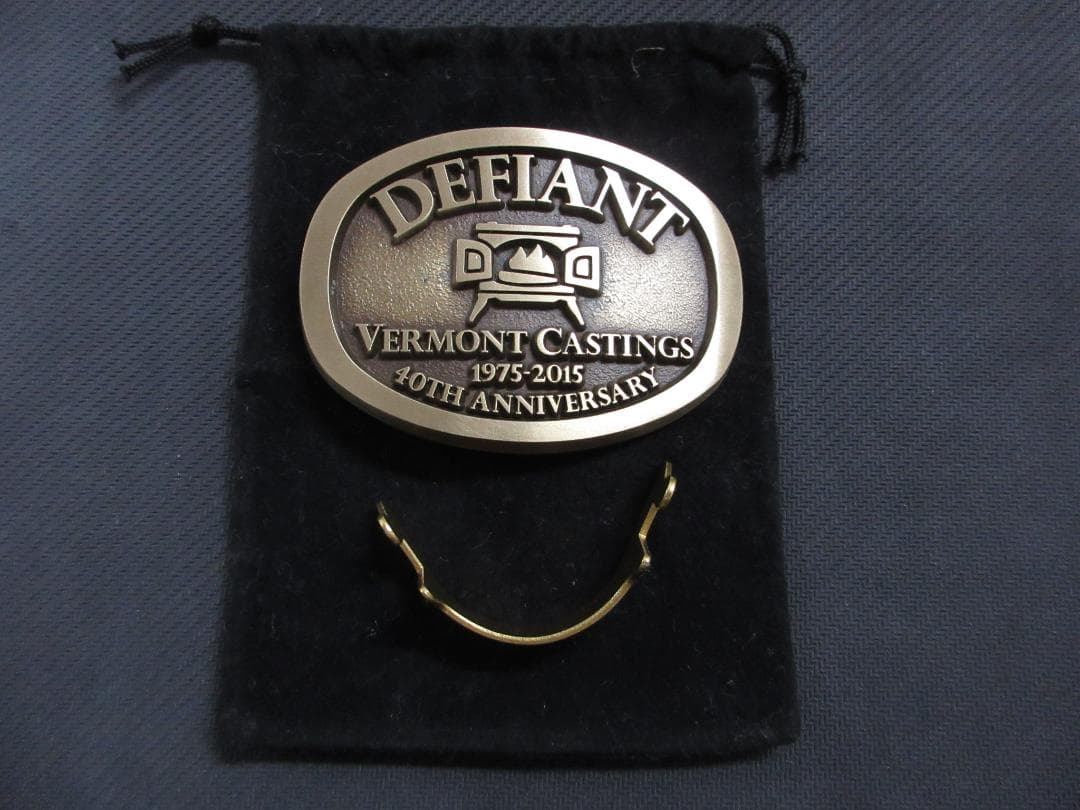 DEFIANT
VERMONT CASTINGS
1975-2015
40TH ANNIVERSARY